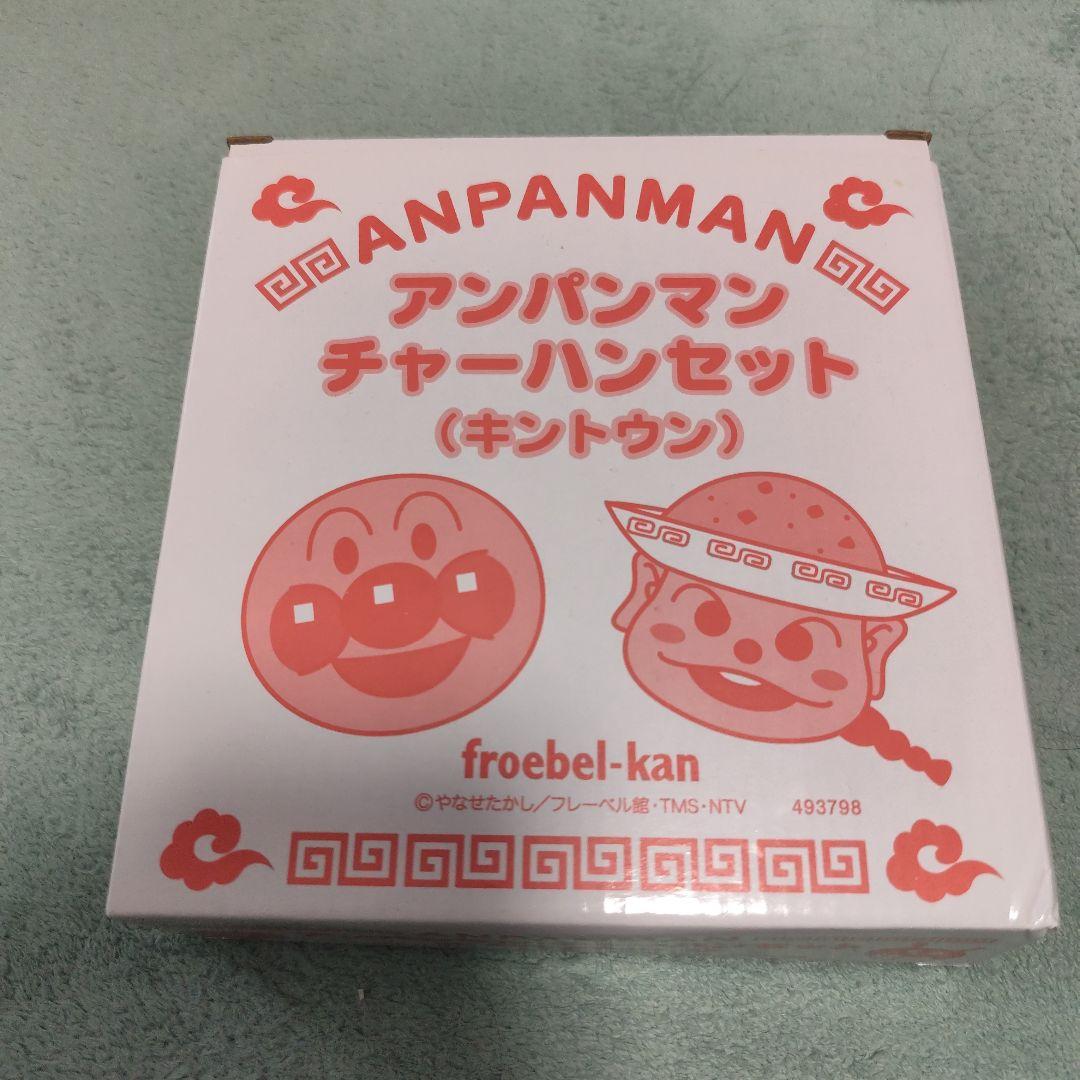 ANPANMAN
アンパンマン
チャーハンセット
(キントウン)
froebel-kan
©やなせたかし/フレーベル館・TMS・NTV 493798